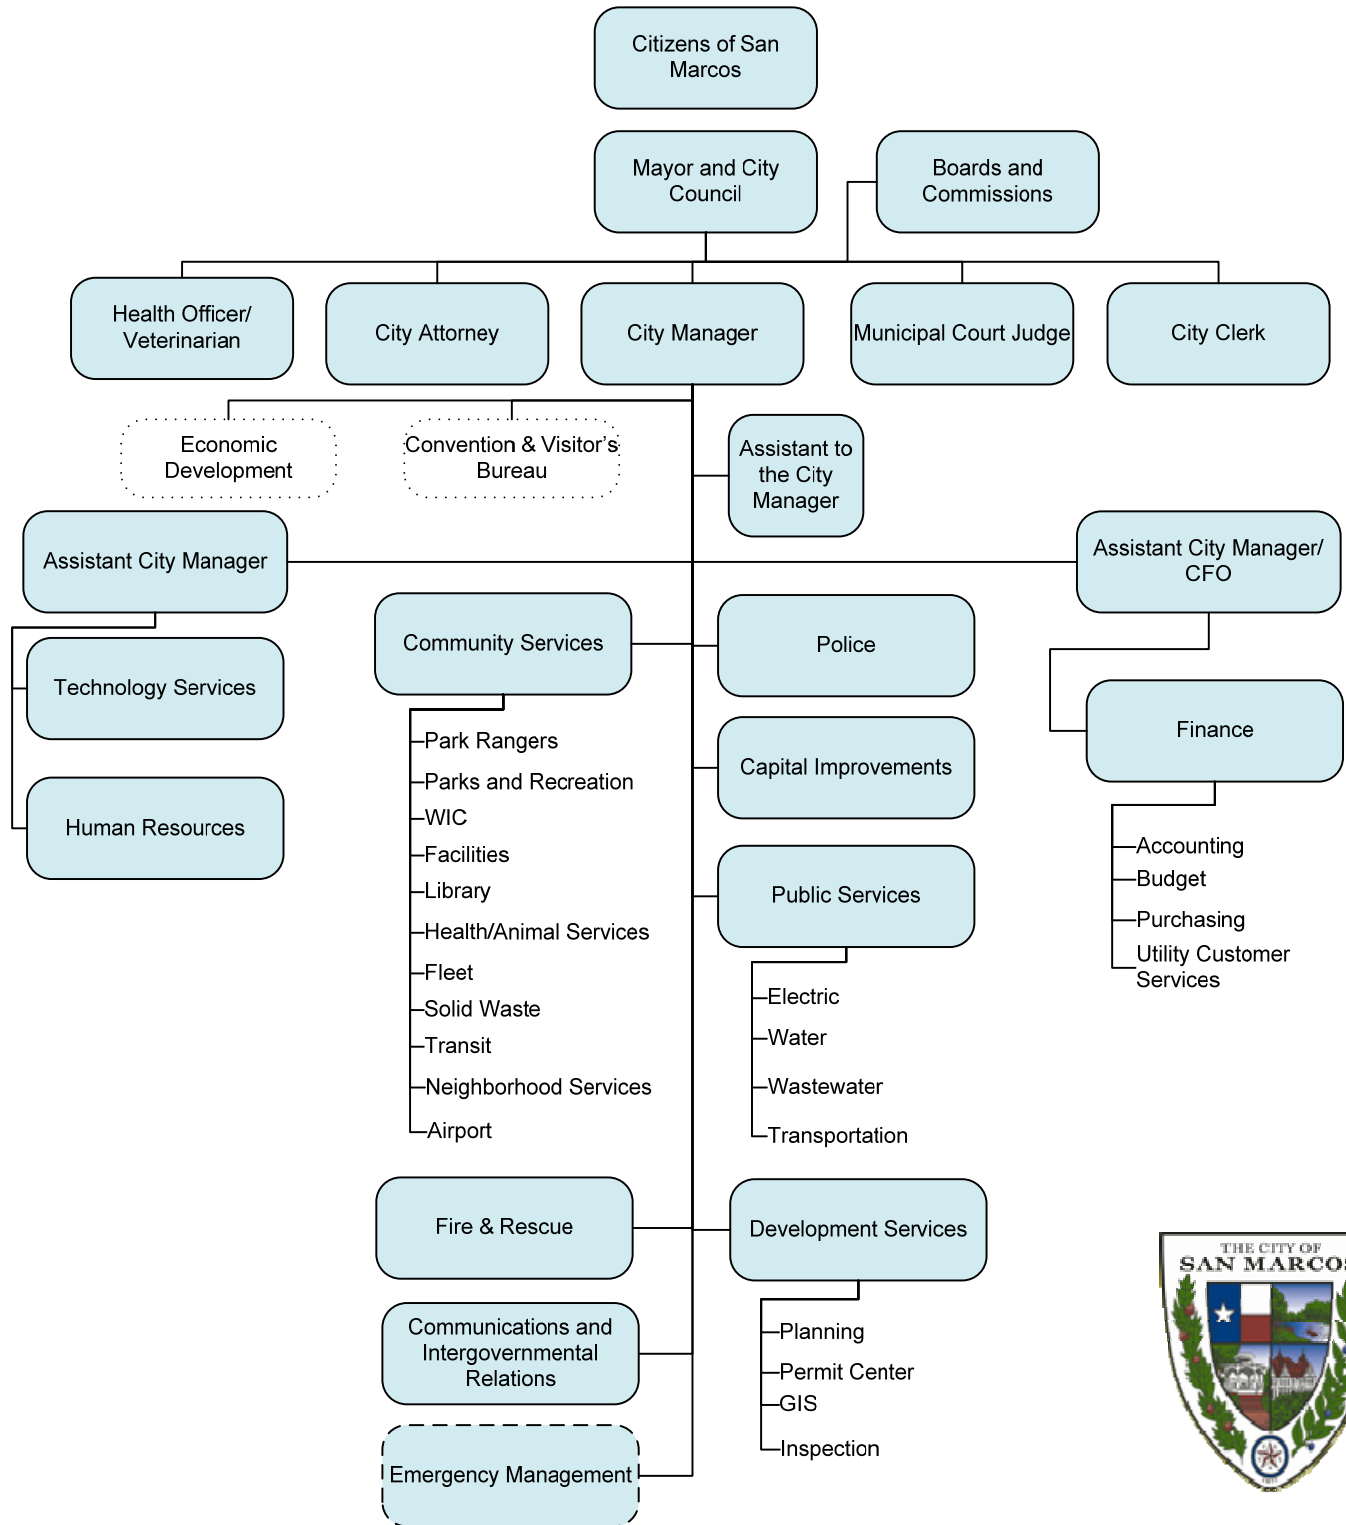 Citizens of San
Marcos
Mayor and City
Council
Boards and
Commissions
Health Officer/
Veterinarian
City Attorney
City Manager
Municipal Court Judge
City Clerk
Economic
Development
Convention & Visitor’s
Bureau
Assistant to
the City
Manager
Assistant City Manager
Assistant City Manager/
CFO
Technology Services
Human Resources
Community Services
Park Rangers
Parks and Recreation
WIC
Facilities
Library
Health/Animal Services
Fleet
Solid Waste
Transit
Neighborhood Services
Airport
Police
Capital Improvements
Public Services
Electric
Water
Wastewater
Transportation
Finance
Accounting
Budget
Purchasing
Utility Customer
Services
Fire & Rescue
Development Services
Planning
Permit Center
GIS
Inspection
Communications and
Intergovernmental
Relations
Emergency Management
THE CITY OF
SAN MARCOS